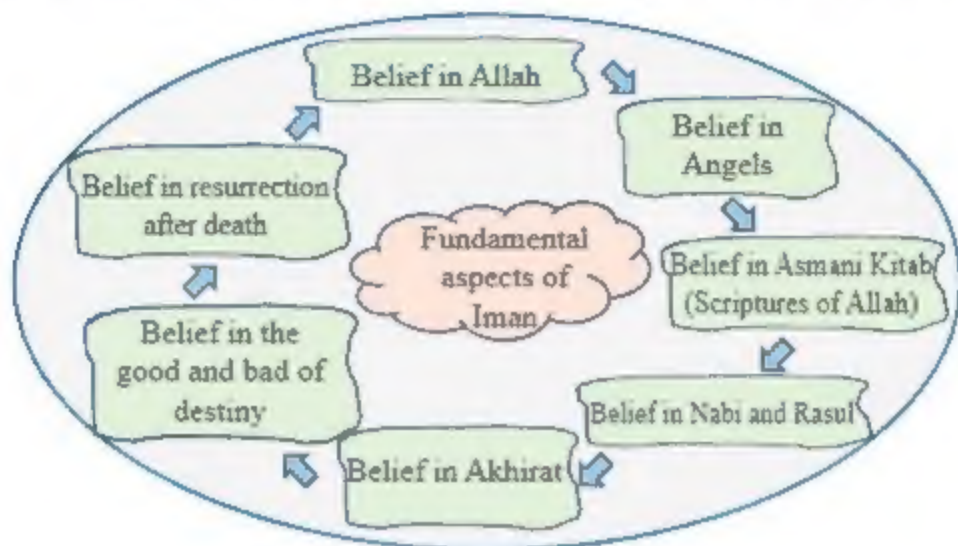 Belief in Allah
Belief in
Angels
Belief in Asmani Kitab
(Scriptures of Allah)
Belief in Nabi and Rasul
Belief in Akhirat
Belief in the
good and bad of
destiny
Belief in resurrection
after death
Fundamental
aspects of
Iman